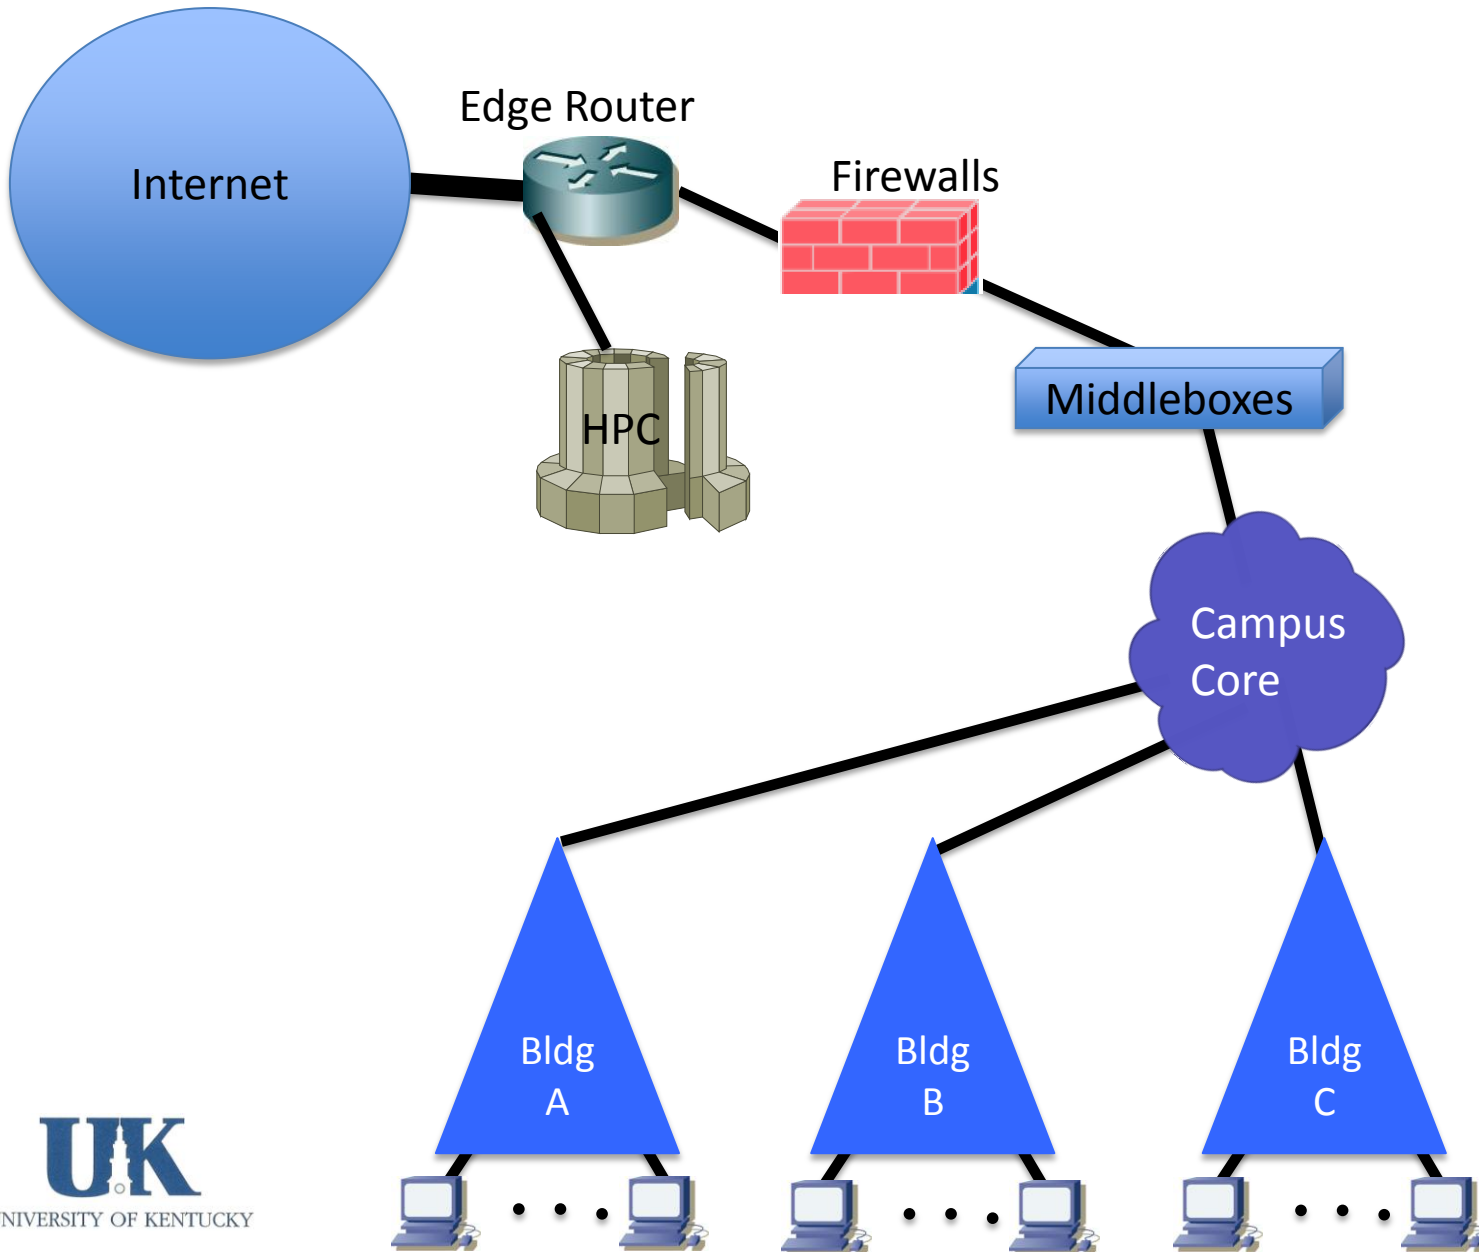 Edge Router
Internet
Firewalls
HPC
Middleboxes
Campus
Core
Bldg
A
Bldg
B
Bldg
C
UK
NIVERSITY OF KENTUCKY